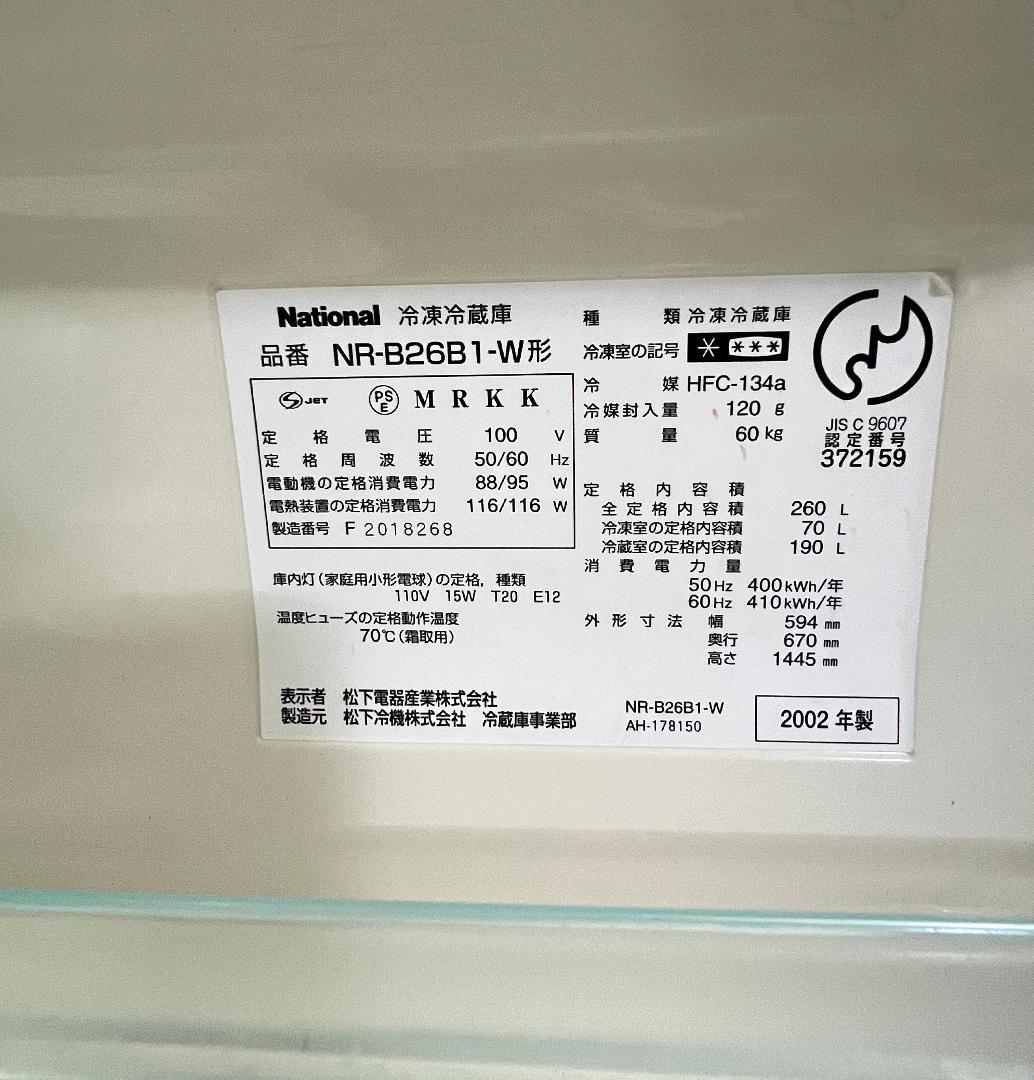 National 冷凍冷蔵庫
品番 NR-B26B1-W形
JET PSE MRKK
定格電圧 100 V
定格周波数 50/60 Hz
電動機の定格消費電力 88/95 W
電熱装置の定格消費電力 116/116 W
製造番号 F 2018268
庫内灯(家庭用小形電球)の定格, 種類
110V 15W T20 E12
温度ヒューズの定格動作温度
70℃(霜取用)
表示者 松下電器産業株式会社
製造元 松下冷機株式会社 冷蔵庫事業部
種類 冷凍冷蔵庫
冷凍室の記号 * ***
冷媒 HFC-134a
冷媒封入量 120 g
質量 60 kg
JIS C 9607
認定番号
372159
定格内容積
全定格内容積 260 L
冷凍室の定格内容積 70 L
冷蔵室の定格内容積 190 L
消費電力量
50Hz 400kWh/年
60Hz 410kWh/年
外形寸法 幅 594 mm
奥行 670 mm
高さ 1445 mm
NR-B26B1-W
AH-178150
2002年製